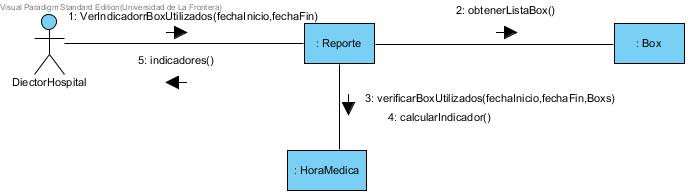 Visual Paradigm Standard Edition(Universidad de La Frontera)
1: VerIndicadorrBoxUtilizados(fechaInicio,fechaFin)
2: obtenerListaBox()
: Reporte
: Box
5: indicadores()
DiectorHospital
3: verificarBoxUtilizados(fechaInicio,fechaFin,Boxs)
4: calcularIndicador()
: HoraMedica